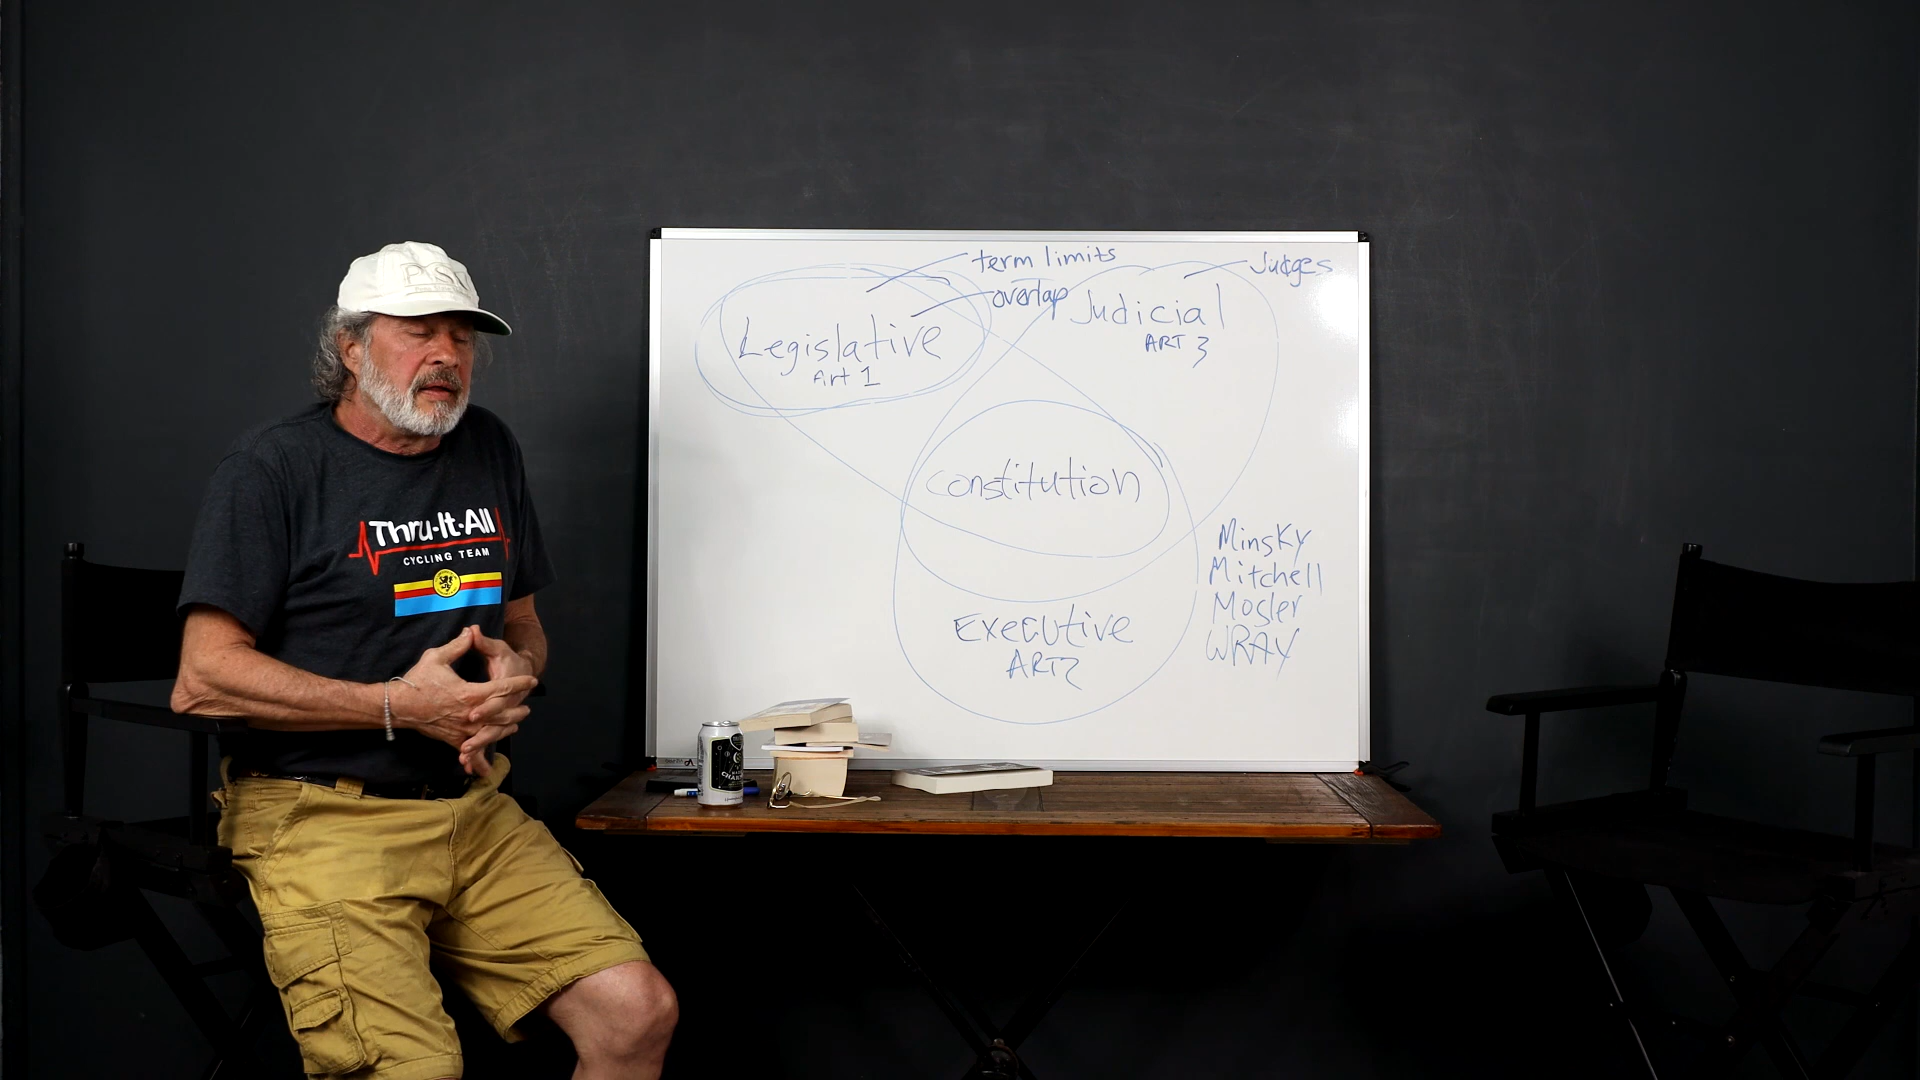 term limits
Judges
overlap
Judicial
ART 3
Legislative
Art 1
Constitution
Minsky
Mitchell
Mosler
WRAY
Executive
ART2
Thru-It-All
CYCLING TEAM